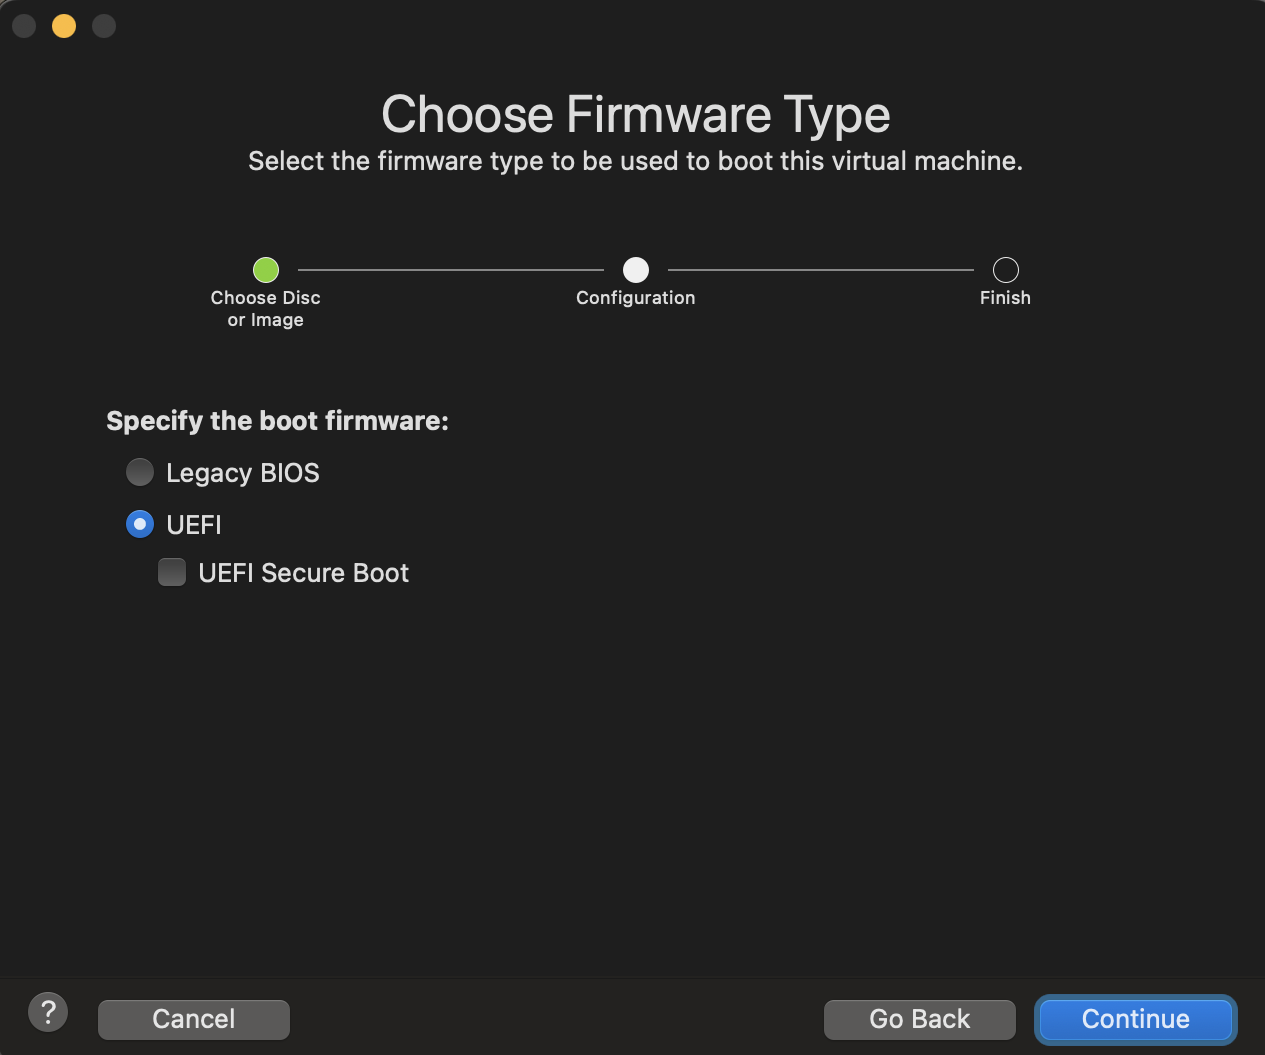 Choose Firmware Type
Select the firmware type to be used to boot this virtual machine.
Choose Disc
or Image
Configuration
Finish
Specify the boot firmware:
Legacy BIOS
UEFI
UEFI Secure Boot
?
Cancel
Go Back
Continue